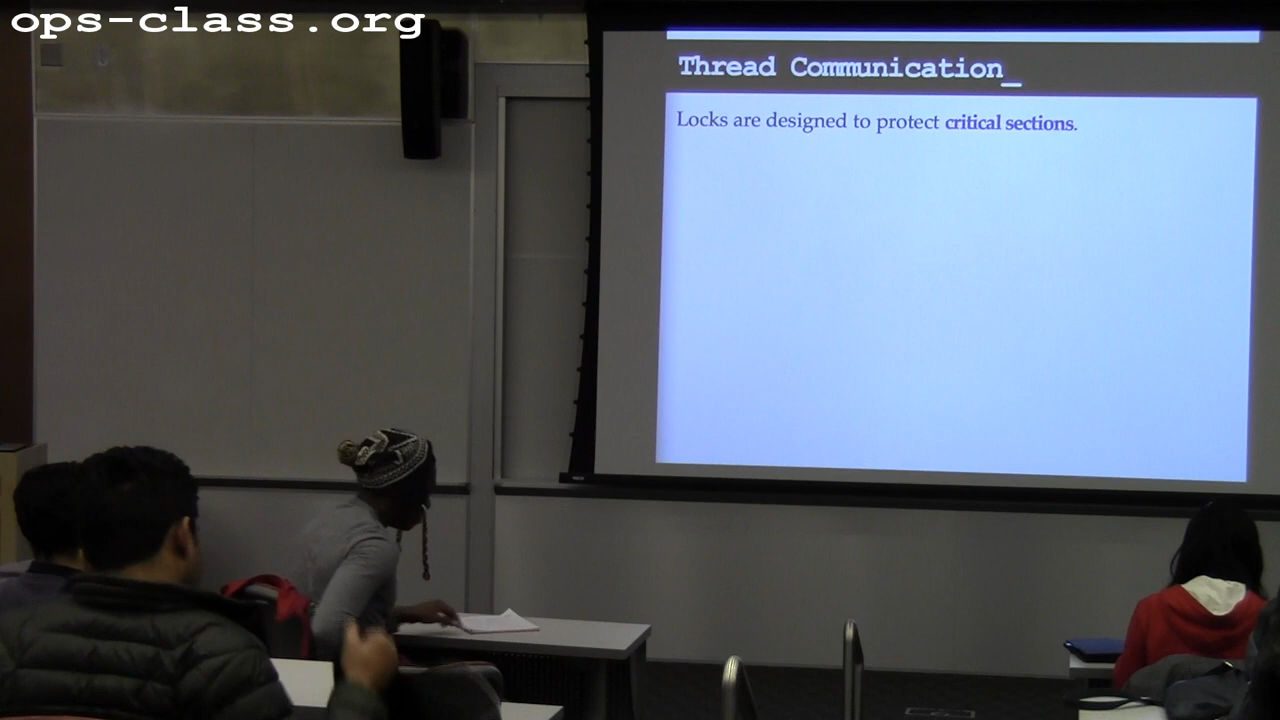 ops-class.org
Thread Communication_
Locks are designed to protect critical sections.